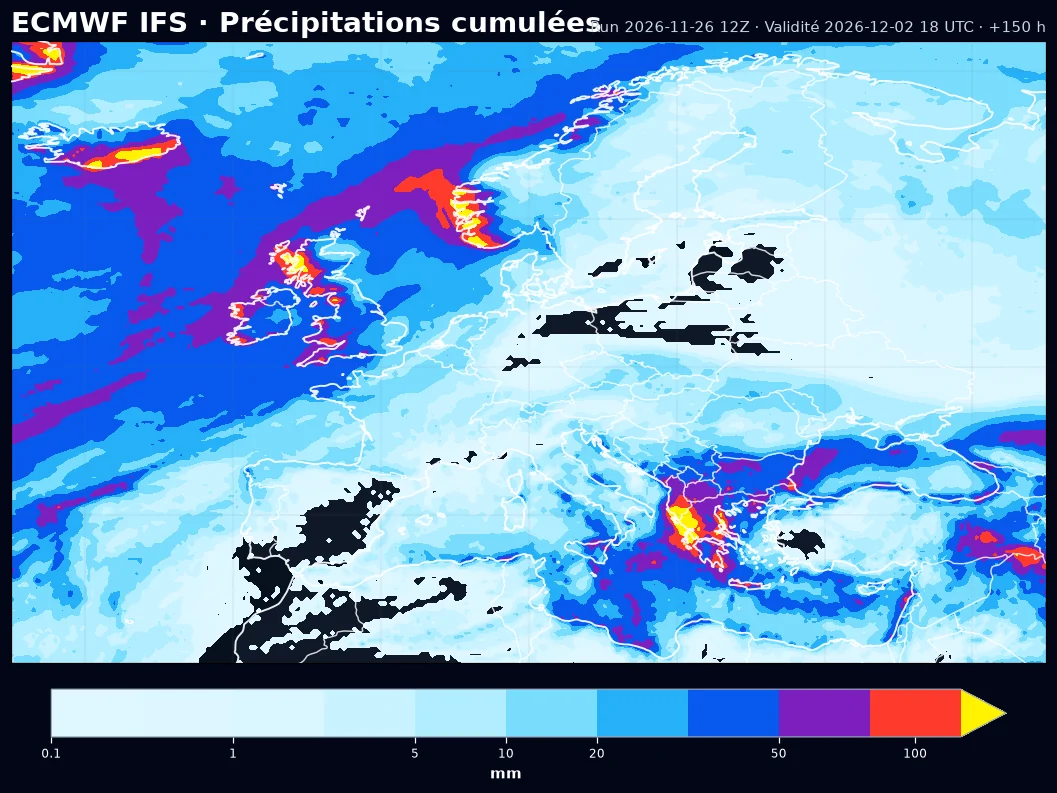 ECMWF IFS · Précipitations cumulées
Run 2026-11-26 12Z · Validité 2026-12-02 18 UTC · +150 h
0.1 1 5 10 20 50 100
mm